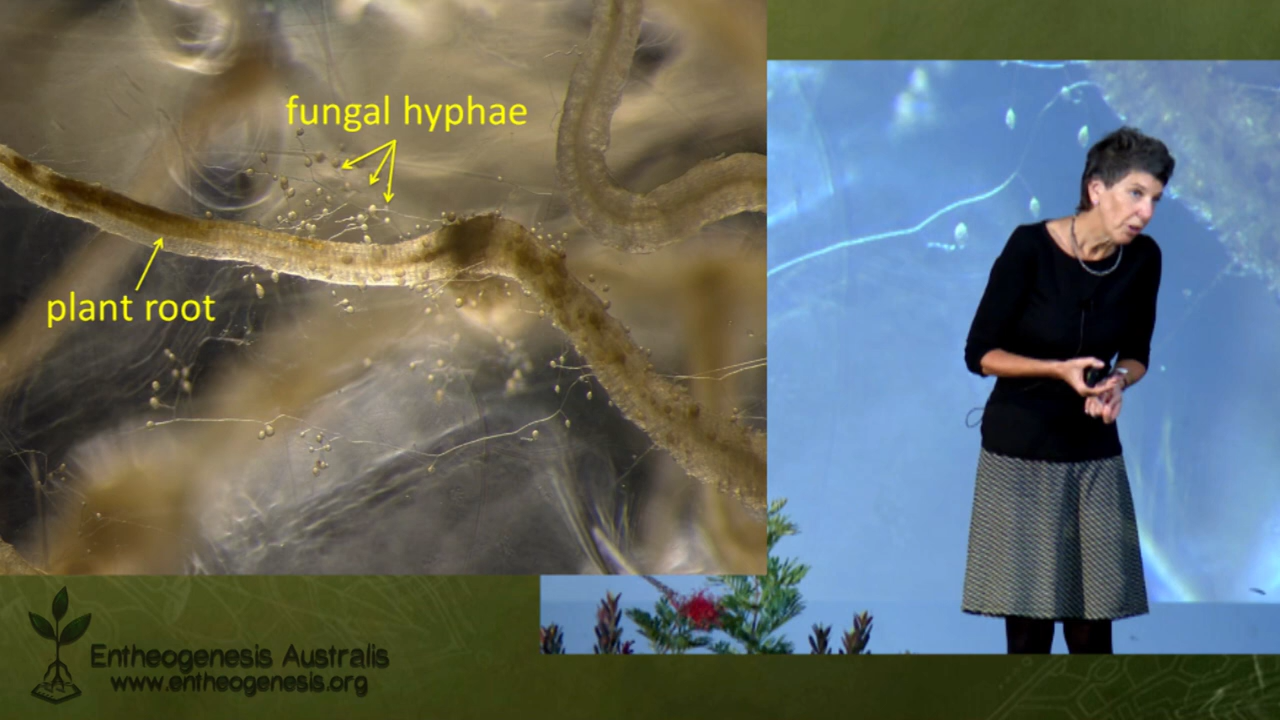 fungal hyphae
plant root
Entheogenesis Australis
www.entheogenesis.org